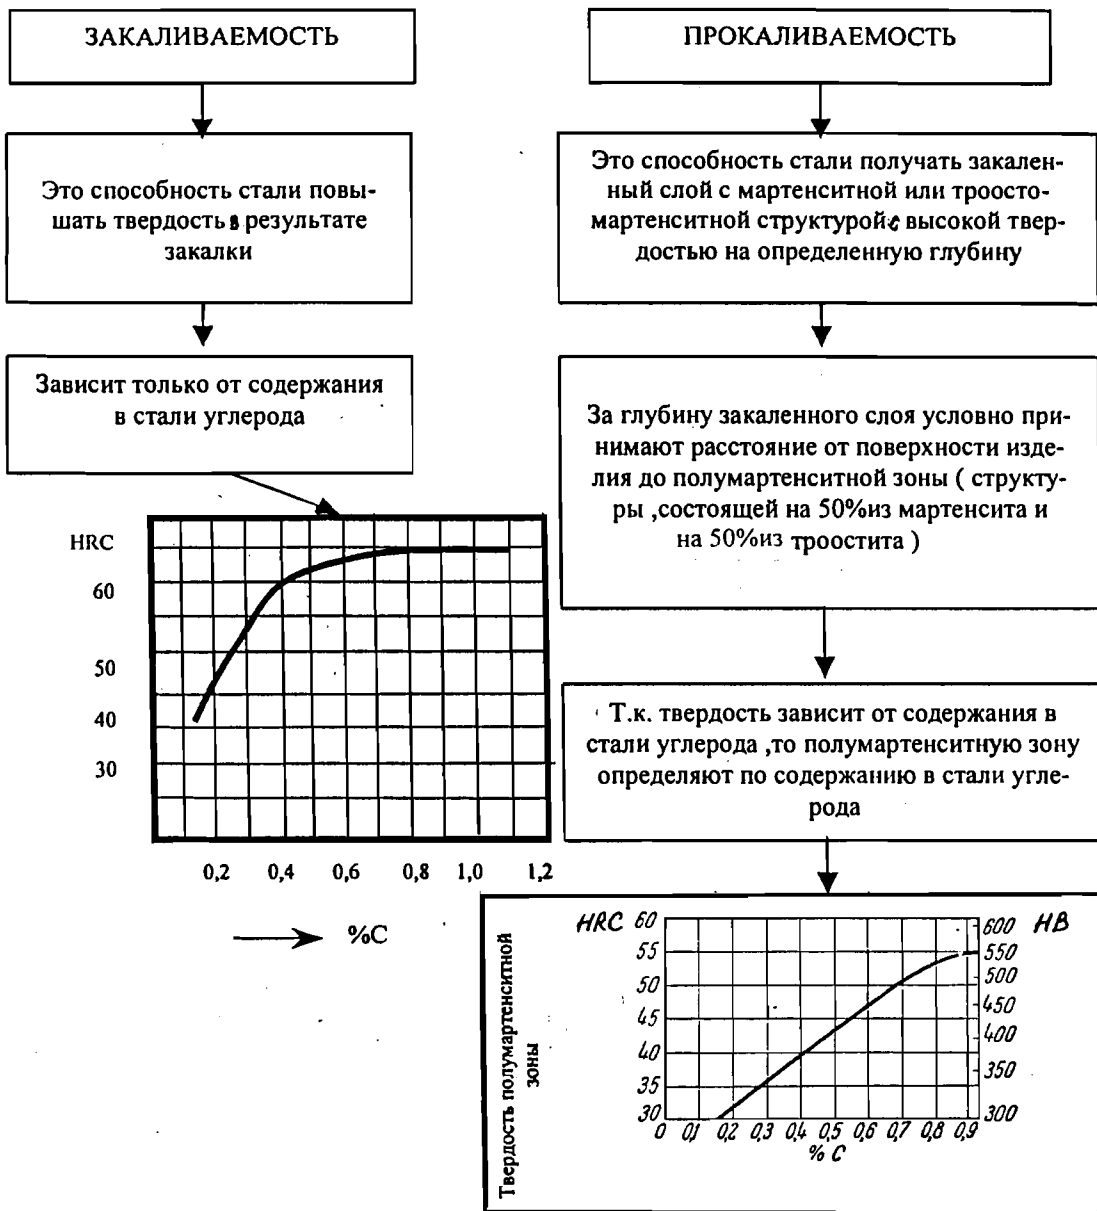 ЗАКАЛИВАЕМОСТЬ
Это способность стали повы-
шать твердость в результате
закалки
Зависит только от содержания
в стали углерода
HRC
60
50
40
30
0,2 0,4 0,6 0,8 1,0 1,2
%С
ПРОКАЛИВАЕМОСТЬ
Это способность стали получать закален-
ный слой с мартенситной или троосто-
мартенситной структурой с высокой твер-
достью на определенную глубину
За глубину закаленного слоя условно при-
нимают расстояние от поверхности изде-
лия до полумартенситной зоны ( структу-
ры ,состоящей на 50%из мартенсита и
на 50%из троостита )
Т.к. твердость зависит от содержания в
стали углерода ,то полумартенситную зону
определяют по содержанию в стали угле-
рода
Твердость полумартенситной
зоны
HRC 60
55
50
45
40
35
30
600 HB
550
500
450
400
350
300
0 0,1 0,2 0,3 0,4 0,5 0,6 0,7 0,8 0,9
% С